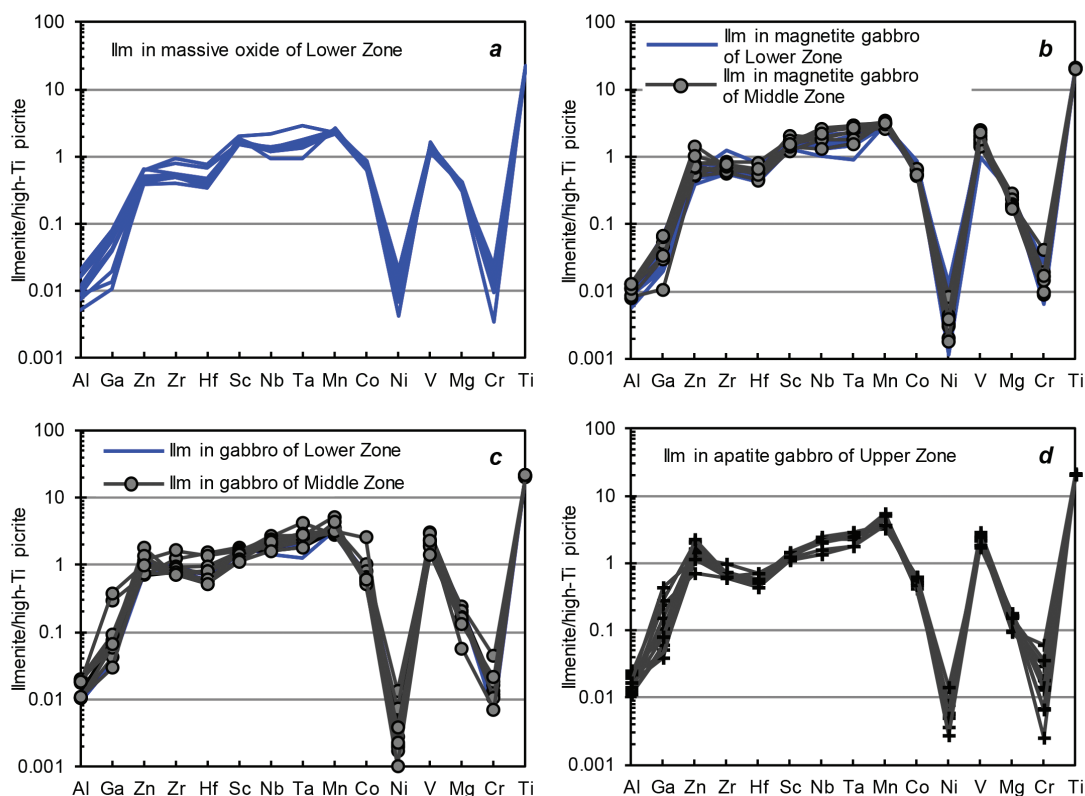 100
10
1
0.1
0.01
0.001
Ilmenite/high-Ti picrite
Ilm in massive oxide of Lower Zone
a
Al Ga Zn Zr Hf Sc Nb Ta Mn Co Ni V Mg Cr Ti
100
10
1
0.1
0.01
0.001
Ilmenite/high-Ti picrite
Ilm in magnetite gabbro
of Lower Zone
Ilm in magnetite gabbro
of Middle Zone
b
Al Ga Zn Zr Hf Sc Nb Ta Mn Co Ni V Mg Cr Ti
100
10
1
0.1
0.01
0.001
Ilmenite/high-Ti picrite
Ilm in gabbro of Lower Zone
Ilm in gabbro of Middle Zone
c
Al Ga Zn Zr Hf Sc Nb Ta Mn Co Ni V Mg Cr Ti
100
10
1
0.1
0.01
0.001
Ilmenite/high-Ti picrite
Ilm in apatite gabbro of Upper Zone
d
Al Ga Zn Zr Hf Sc Nb Ta Mn Co Ni V Mg Cr Ti